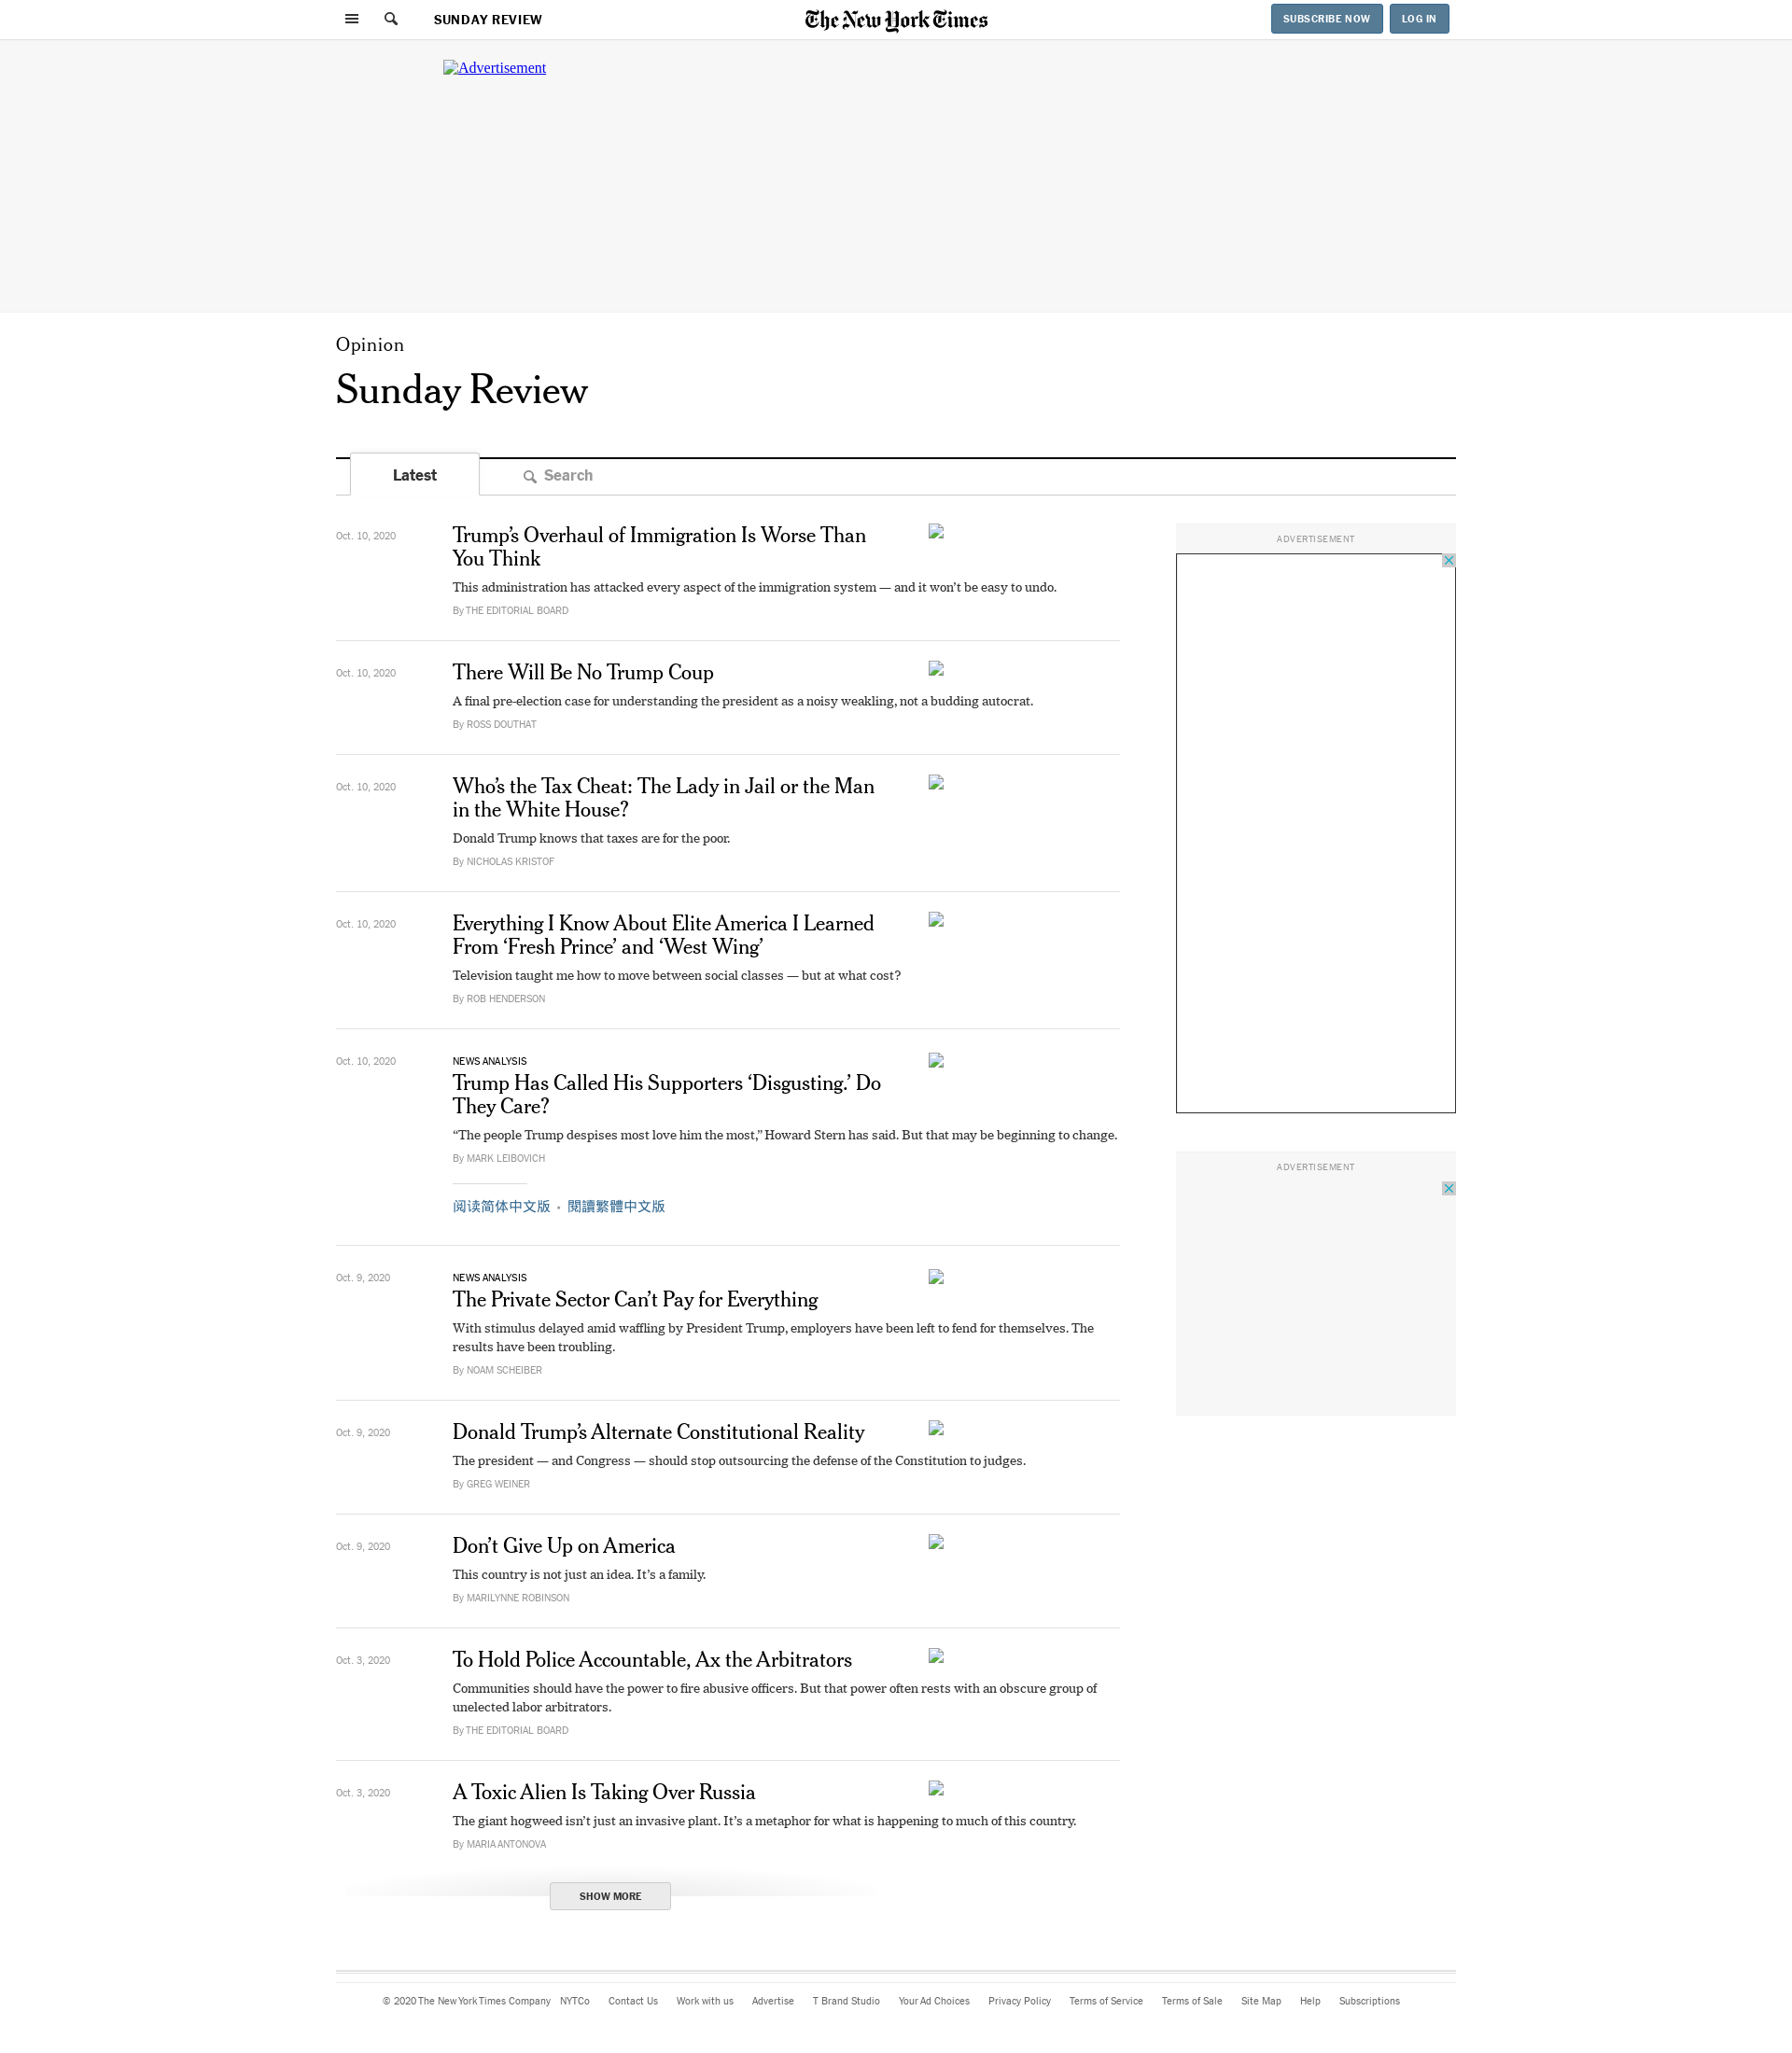 SUNDAY REVIEW
The New York Times
SUBSCRIBE NOW
LOG IN
Advertisement
Opinion
Sunday Review
Latest
Search
Oct. 10, 2020
Trump’s Overhaul of Immigration Is Worse Than
You Think
This administration has attacked every aspect of the immigration system — and it won’t be easy to undo.
By THE EDITORIAL BOARD
ADVERTISEMENT
Oct. 10, 2020
There Will Be No Trump Coup
A final pre-election case for understanding the president as a noisy weakling, not a budding autocrat.
By ROSS DOUTHAT
Oct. 10, 2020
Who’s the Tax Cheat: The Lady in Jail or the Man
in the White House?
Donald Trump knows that taxes are for the poor.
By NICHOLAS KRISTOF
Oct. 10, 2020
Everything I Know About Elite America I Learned
From ‘Fresh Prince’ and ‘West Wing’
Television taught me how to move between social classes — but at what cost?
By ROB HENDERSON
Oct. 10, 2020
NEWS ANALYSIS
Trump Has Called His Supporters ‘Disgusting.’ Do
They Care?
“The people Trump despises most love him the most,” Howard Stern has said. But that may be beginning to change.
By MARK LEIBOVICH
阅读简体中文版 • 閱讀繁體中文版
ADVERTISEMENT
Oct. 9, 2020
NEWS ANALYSIS
The Private Sector Can’t Pay for Everything
With stimulus delayed amid waffling by President Trump, employers have been left to fend for themselves. The
results have been troubling.
By NOAM SCHEIBER
Oct. 9, 2020
Donald Trump’s Alternate Constitutional Reality
The president — and Congress — should stop outsourcing the defense of the Constitution to judges.
By GREG WEINER
Oct. 9, 2020
Don’t Give Up on America
This country is not just an idea. It’s a family.
By MARILYNNE ROBINSON
Oct. 3, 2020
To Hold Police Accountable, Ax the Arbitrators
Communities should have the power to fire abusive officers. But that power often rests with an obscure group of
unelected labor arbitrators.
By THE EDITORIAL BOARD
Oct. 3, 2020
A Toxic Alien Is Taking Over Russia
The giant hogweed isn’t just an invasive plant. It’s a metaphor for what is happening to much of this country.
By MARIA ANTONOVA
SHOW MORE
© 2020 The New York Times Company NYTCo Contact Us Work with us Advertise T Brand Studio Your Ad Choices Privacy Policy Terms of Service Terms of Sale Site Map Help Subscriptions